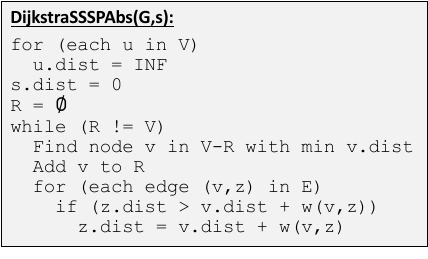 DijkstraSSSPAbs(G,s):
for (each u in V)
  u.dist = INF
s.dist = 0
R = ∅
while (R != V)
  Find node v in V-R with min v.dist
  Add v to R
  for (each edge (v,z) in E)
    if (z.dist > v.dist + w(v,z))
      z.dist = v.dist + w(v,z)